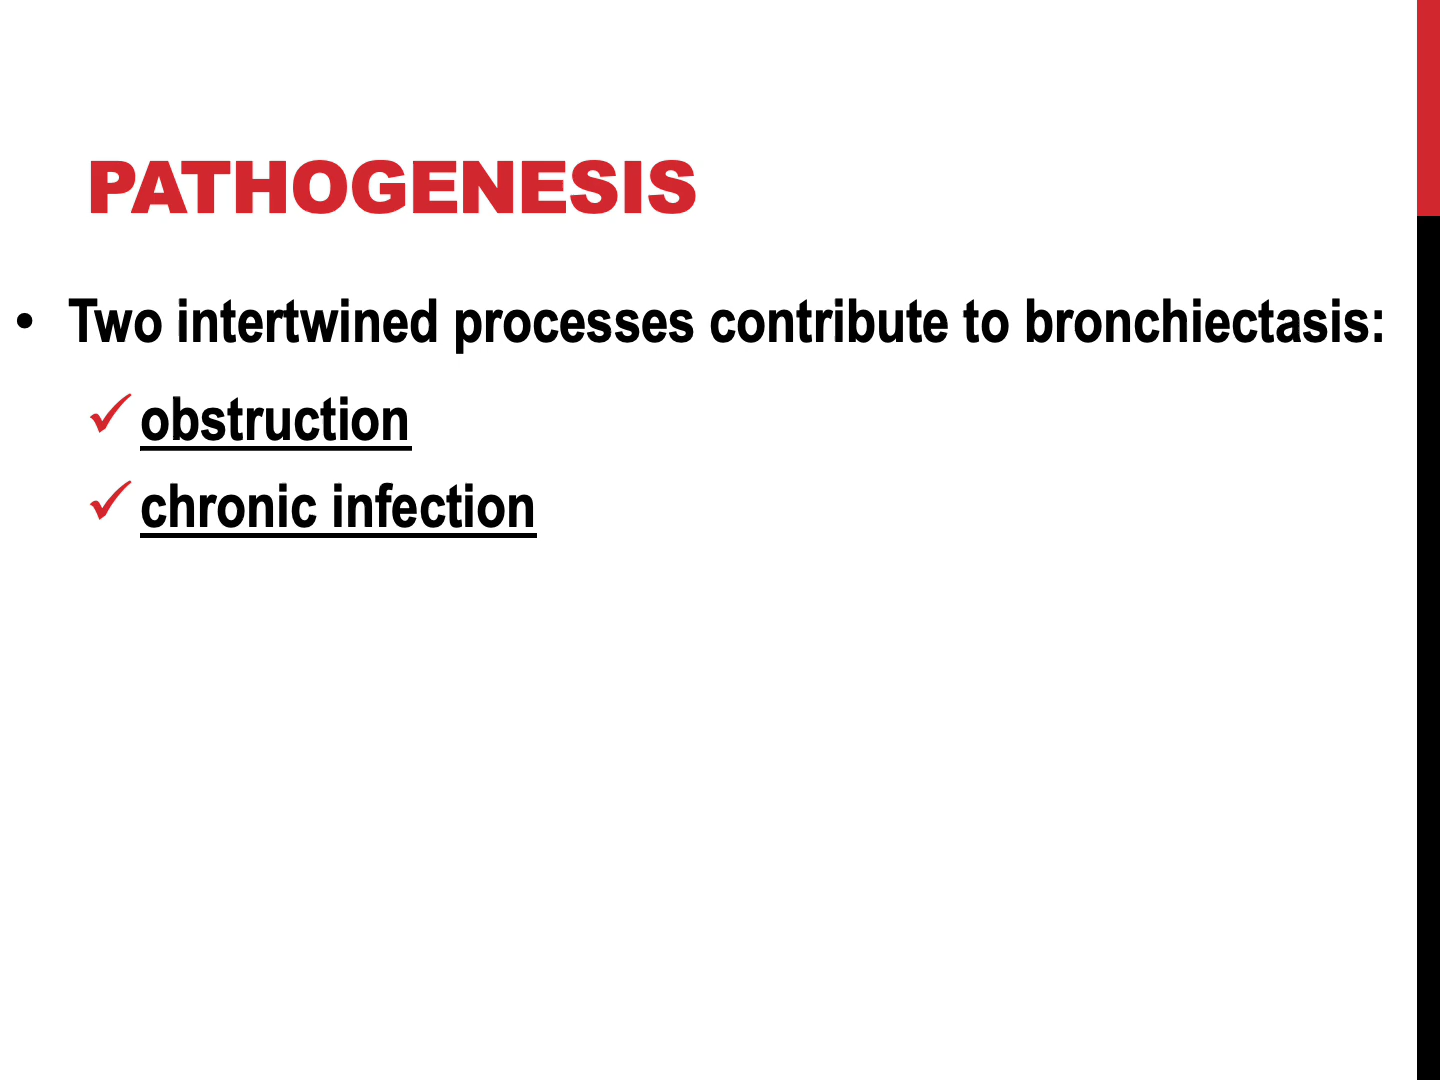 PATHOGENESIS
• Two intertwined processes contribute to bronchiectasis:
✓ obstruction
✓ chronic infection